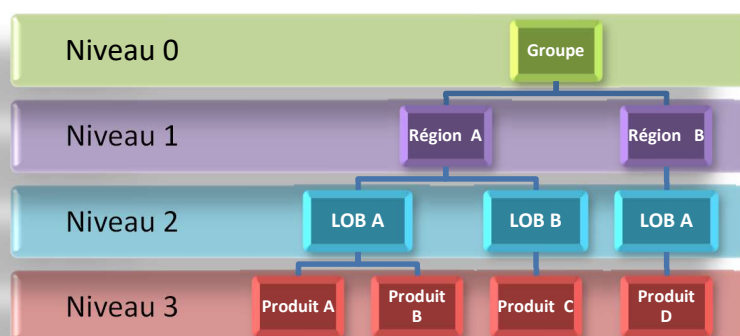 Niveau 0
Groupe
Niveau 1
Région A
Région B
Niveau 2
LOB A
LOB B
LOB A
Niveau 3
Produit A
Produit
B
Produit C
Produit
D